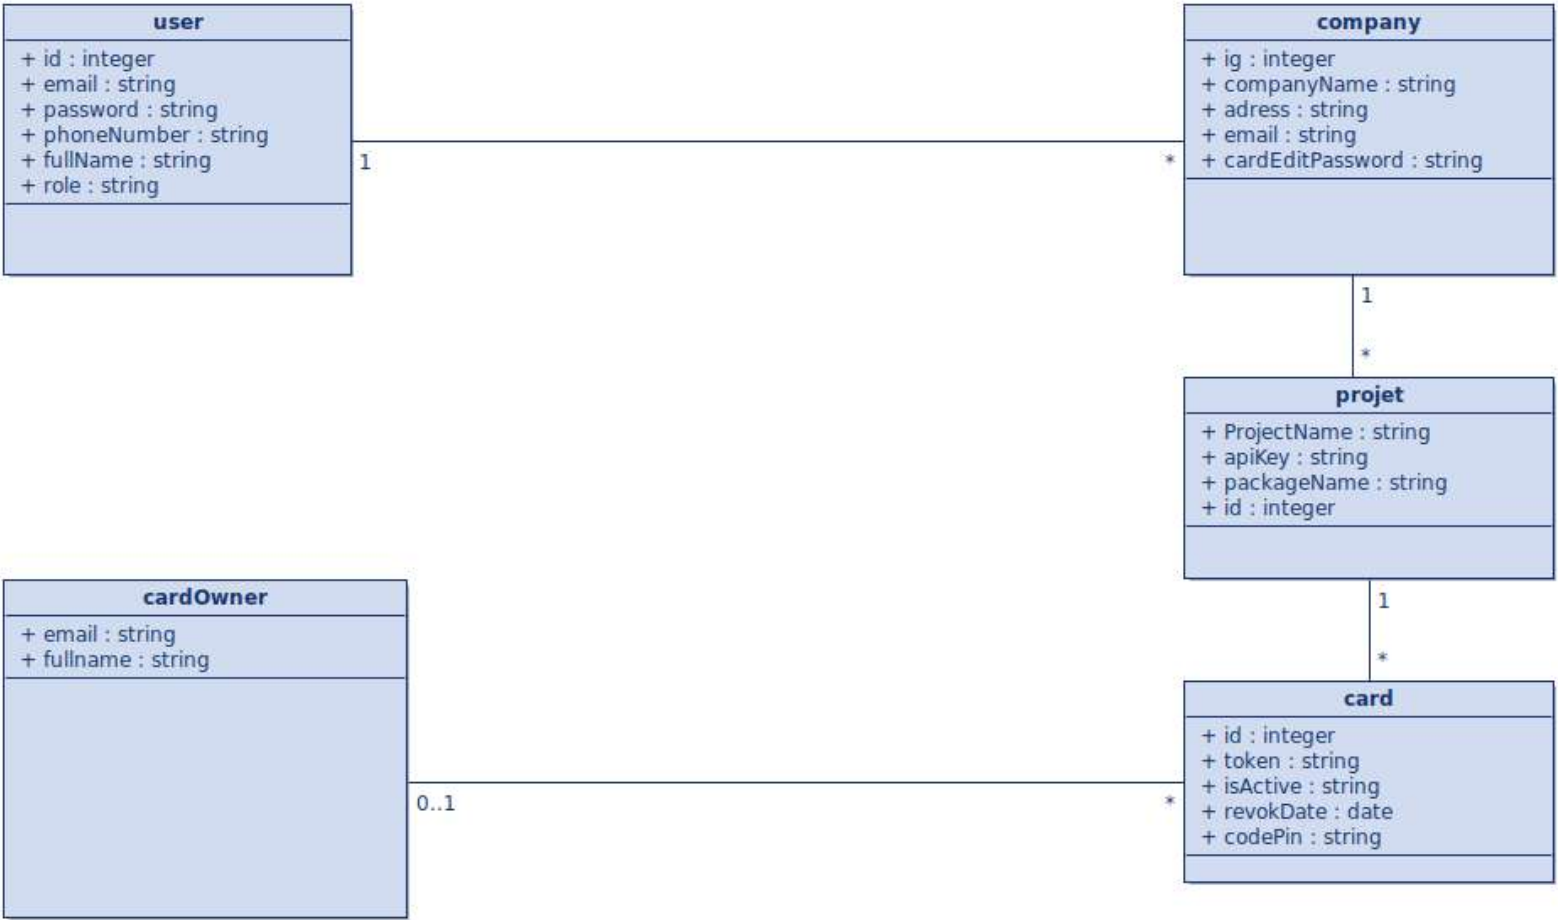 user
+ id : integer
+ email : string
+ password : string
+ phoneNumber : string
+ fullName : string
+ role : string
1
*
company
+ ig : integer
+ companyName : string
+ adress : string
+ email : string
+ cardEditPassword : string
1
*
projet
+ ProjectName : string
+ apiKey : string
+ packageName : string
+ id : integer
1
*
card
+ id : integer
+ token : string
+ isActive : string
+ revokDate : date
+ codePin : string
cardOwner
+ email : string
+ fullname : string
0..1
*